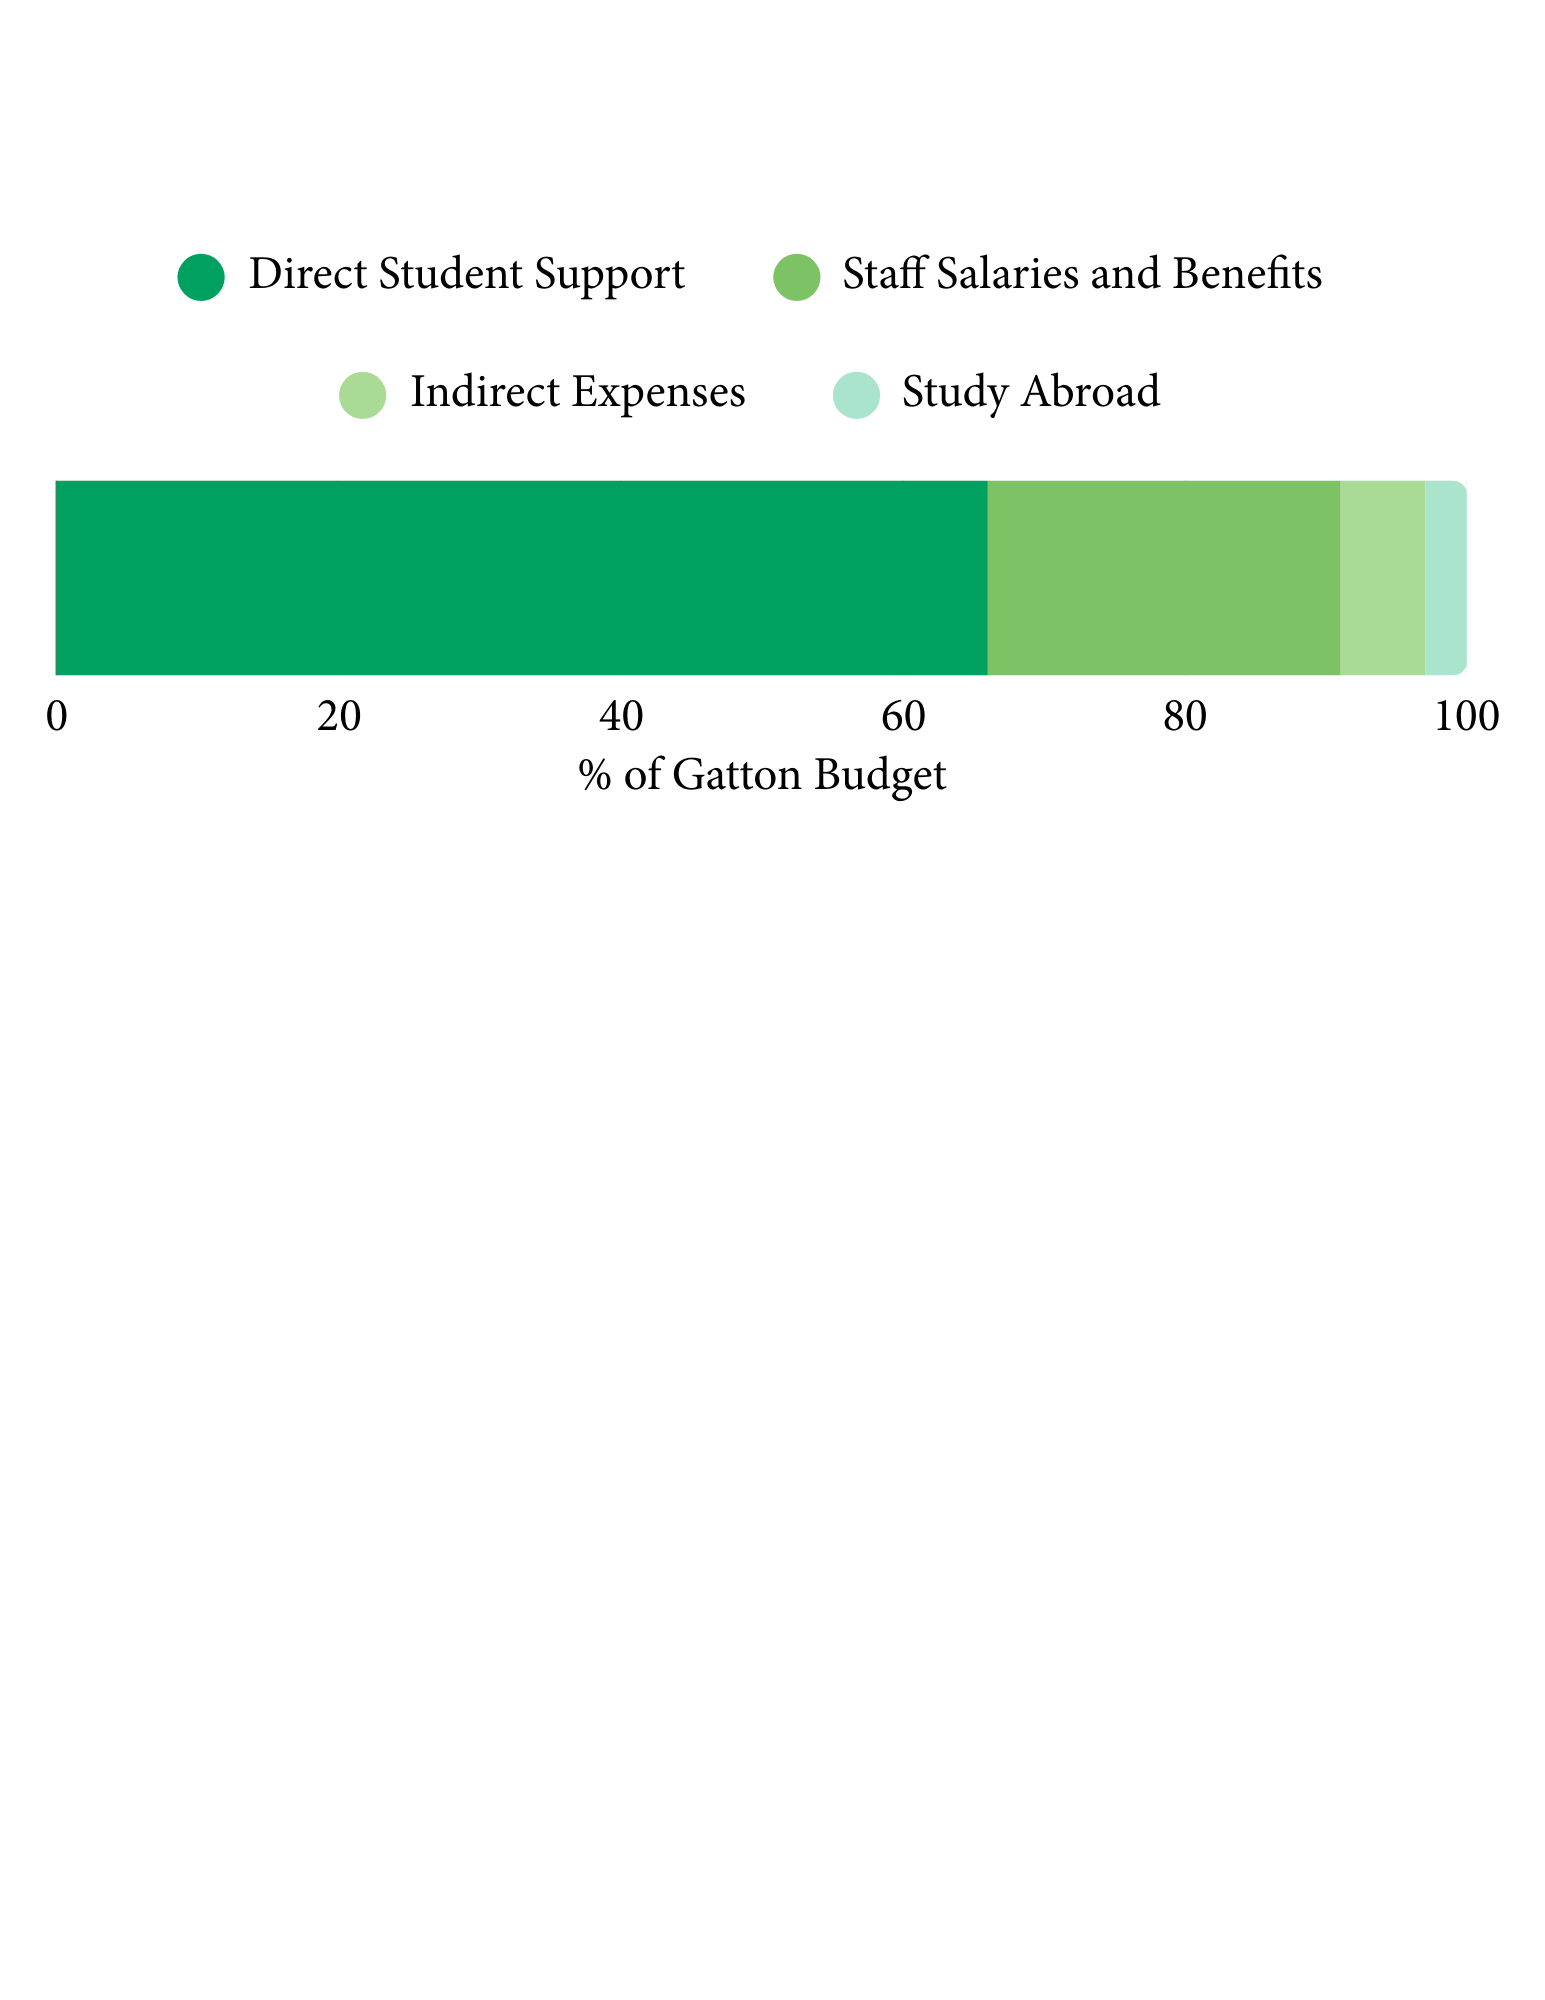 Direct Student Support
Staff Salaries and Benefits
Indirect Expenses
Study Abroad
0 20 40 60 80 100
% of Gatton Budget